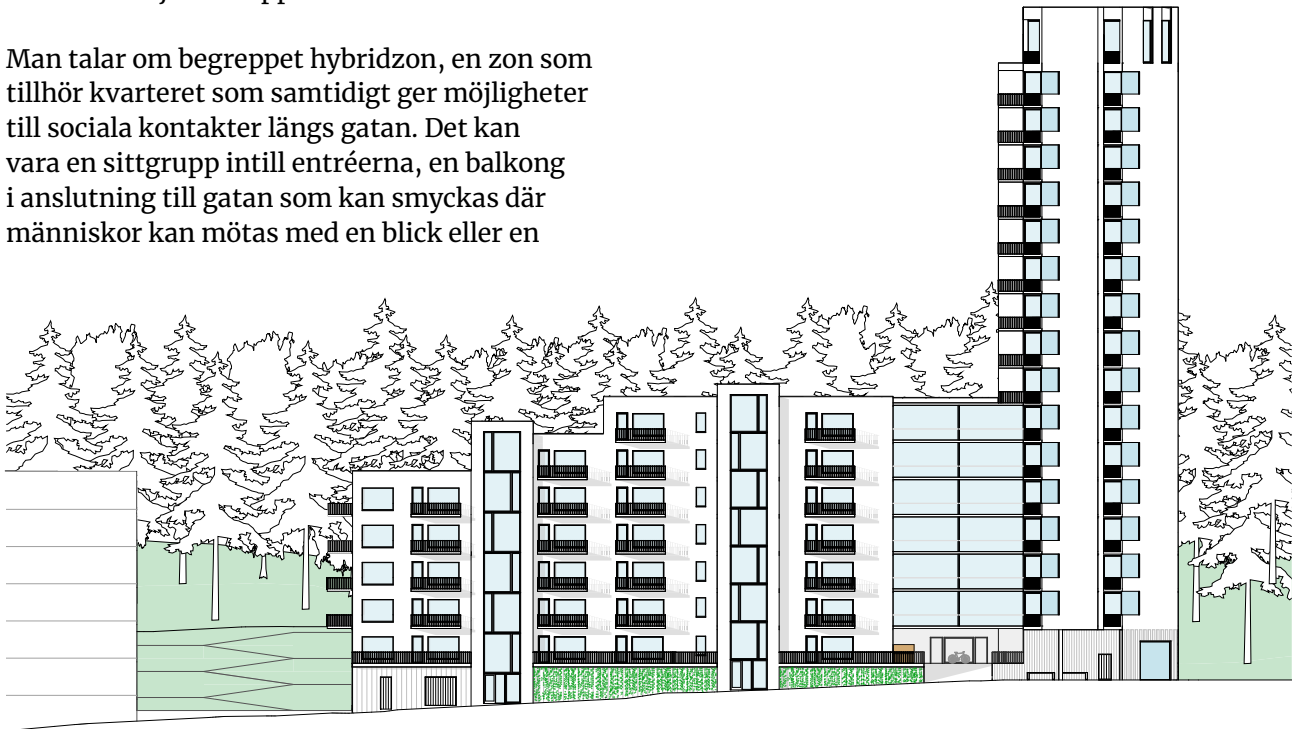 Man talar om begreppet hybridzon, en zon som
tillhör kvarteret som samtidigt ger möjligheter
till sociala kontakter längs gatan. Det kan
vara en sittgrupp intill entréerna, en balkong
i anslutning till gatan som kan smyckas där
människor kan mötas med en blick eller en